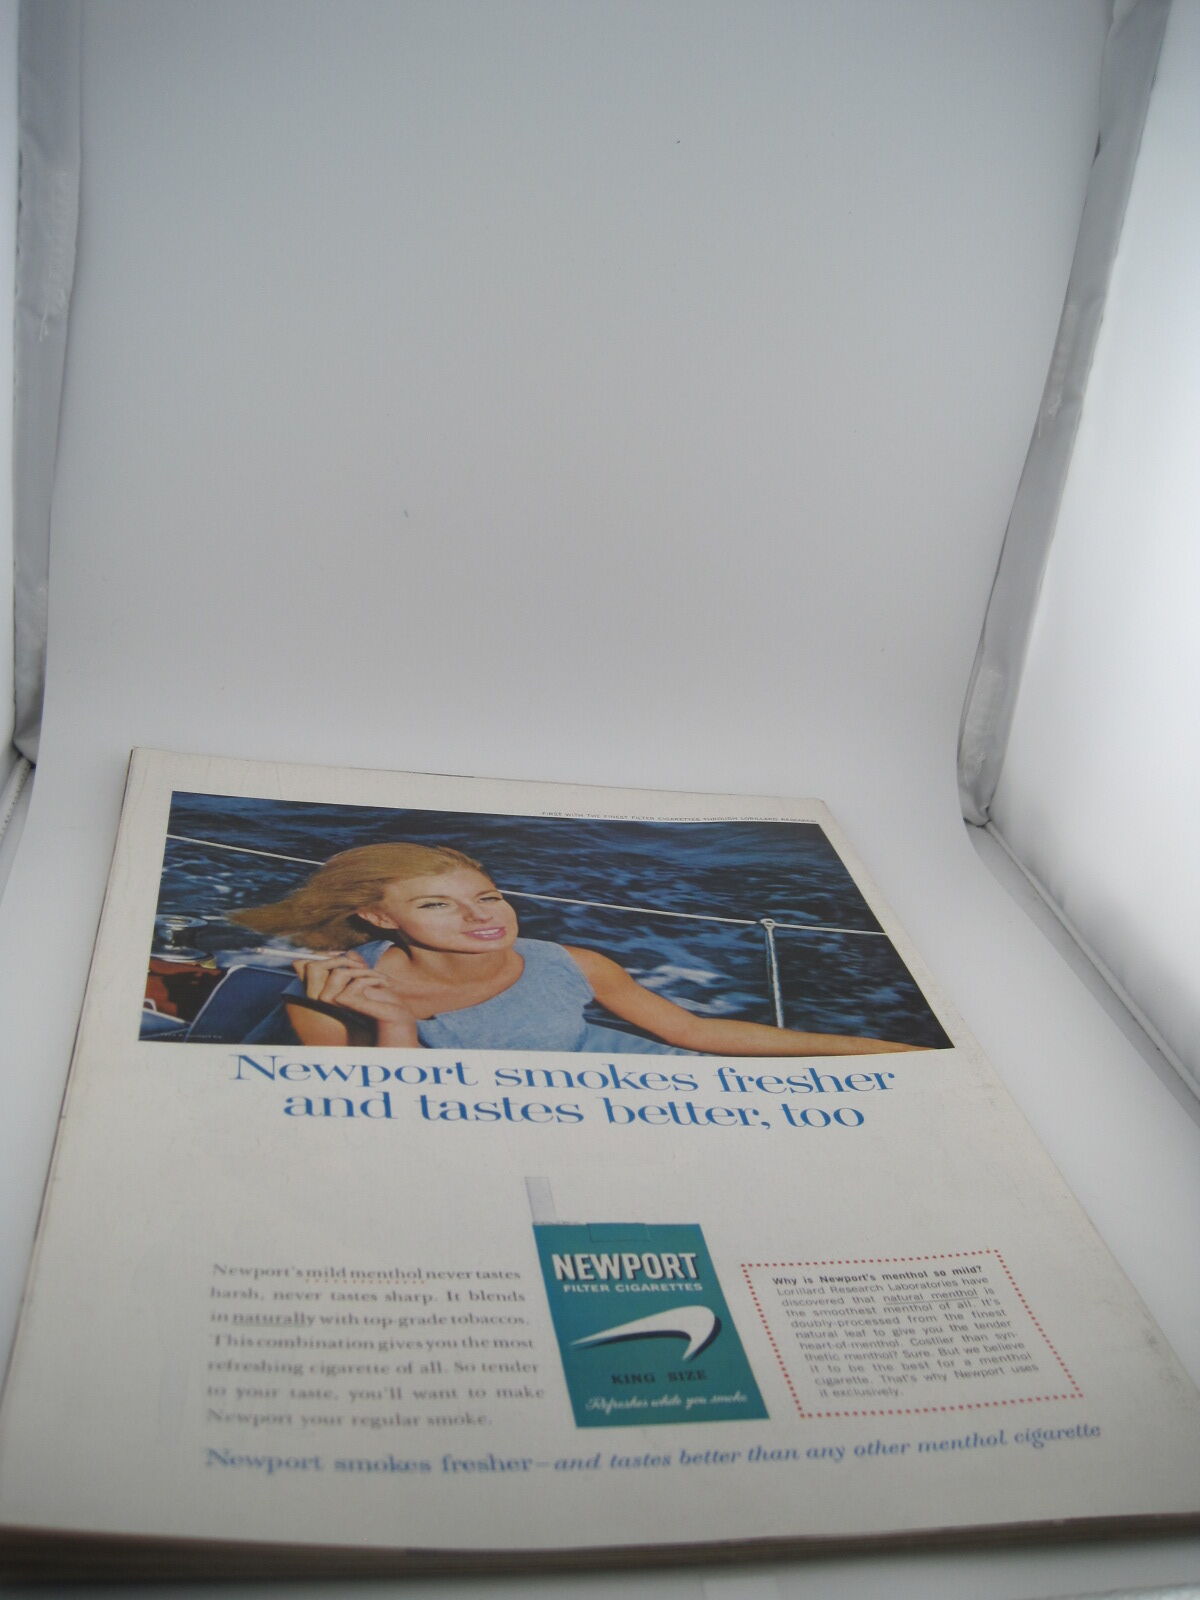 FIRST WITH THE FINEST FILTER CIGARETTES THROUGH LORILLARD RESEARCH
Newport smokes fresher
and tastes better, too
Newport's mild menthol never tastes
harsh, never tastes sharp. It blends
in naturally with top-grade tobaccos.
This combination gives you the most
refreshing cigarette of all. So tender
to your taste, you'll want to make
Newport your regular smoke.
NEWPORT
FILTER CIGARETTES
KING SIZE
Refreshes while you smoke
Why is Newport's menthol so mild?
Lorillard Research Laboratories have
discovered that natural menthol is
the smoothest menthol of all. It's
doubly-processed from the finest
natural leaf to give you the tender
heart-of-menthol. Costlier than syn-
thetic menthol? Sure. But we believe
it to be the best for a menthol
cigarette. That's why Newport uses
it exclusively.
Newport smokes fresher—and tastes better than any other menthol cigarette